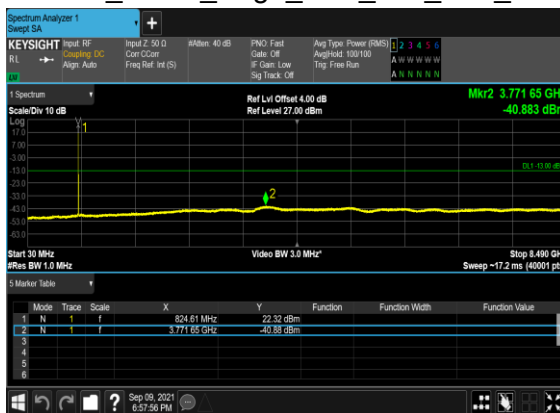 Spectrum Analyzer 1
Swept SA
KEYSIGHT
RL
Input: RF
Coupling: DC
Align: Auto
Input Z: 50 Ω
Corr CCorr
Freq Ref: Int (S)
#Atten: 40 dB
PNO: Fast
Gate: Off
IF Gain: Low
Sig Track: Off
Avg Type: Power (RMS)
Avg|Hold: 100/100
Trig: Free Run
1 2 3 4 5 6
A W W W W W
A N N N N N
1 Spectrum
Scale/Div 10 dB
Ref Lvl Offset 4.00 dB
Ref Level 27.00 dBm
Mkr2 3.771 65 GH
-40.883 dBr
Log
17.0
7.00
-3.00
-13.0
-23.0
-33.0
-43.0
-53.0
-63.0
1
2
DL1 -13.00 dB
Start 30 MHz
#Res BW 1.0 MHz
Video BW 3.0 MHz*
Stop 8.490 GH
Sweep ~17.2 ms (40001 pt
5 Marker Table
Mode Trace Scale X Y Function Function Width Function Value
1 N 1 f 824.61 MHz 22.32 dBm
2 N 1 f 3.771 65 GHz -40.88 dBm
3
4
5
6
Sep 09, 2021
6:57:56 PM